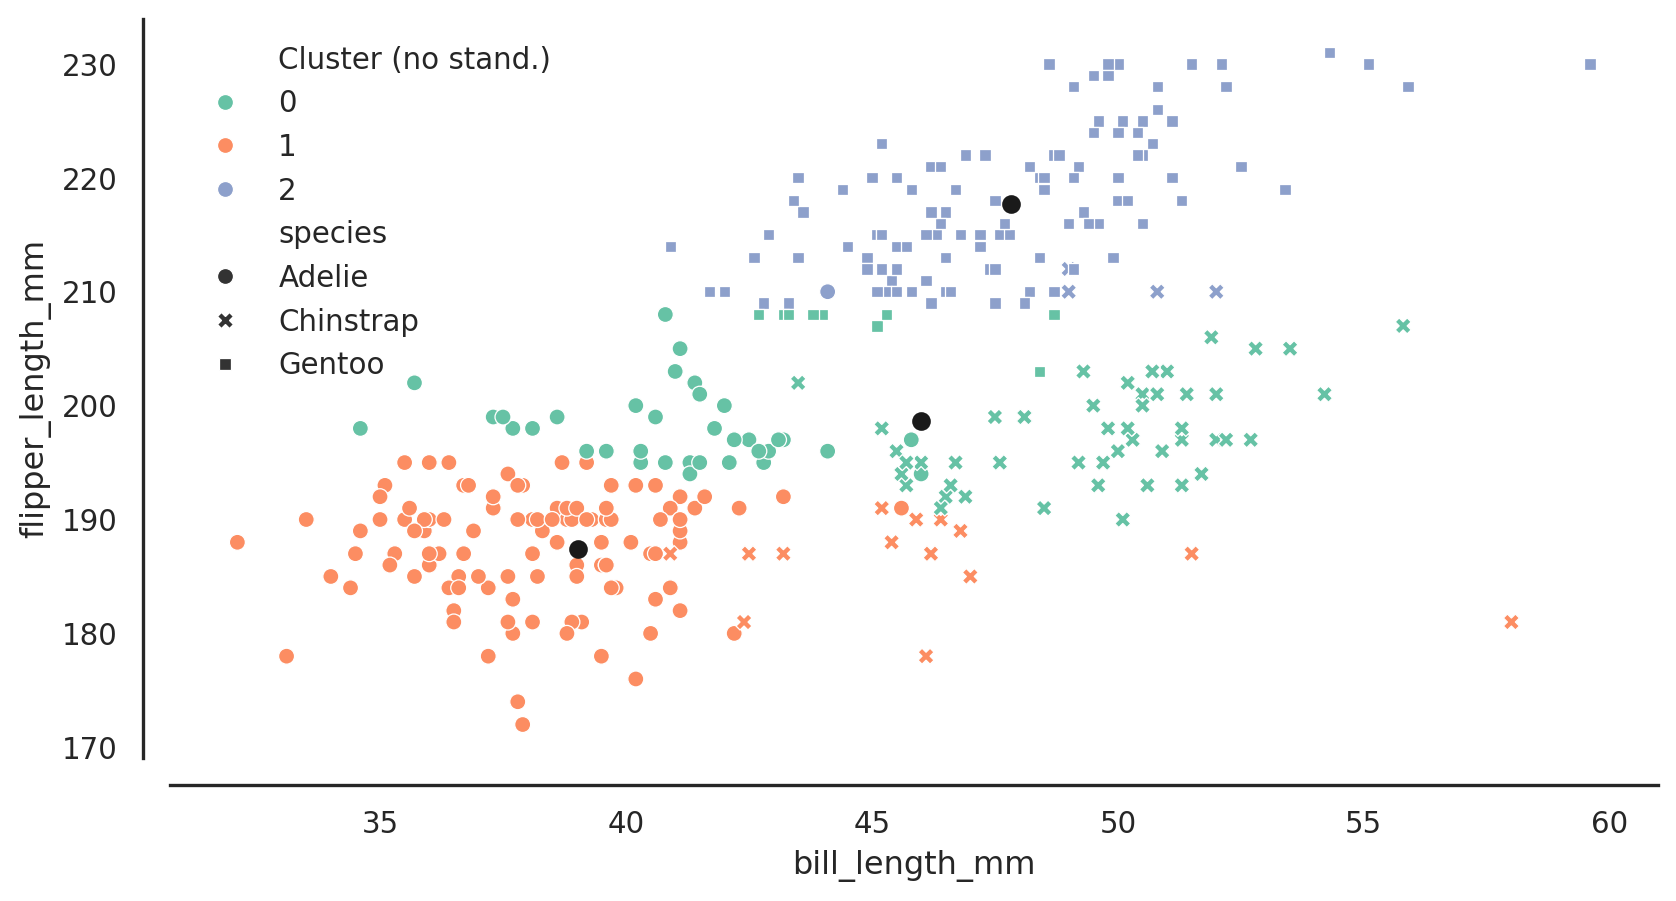 Cluster (no stand.)
0
1
2
species
Adelie
Chinstrap
Gentoo
flipper_length_mm
230
220
210
200
190
180
170
35 40 45 50 55 60
bill_length_mm